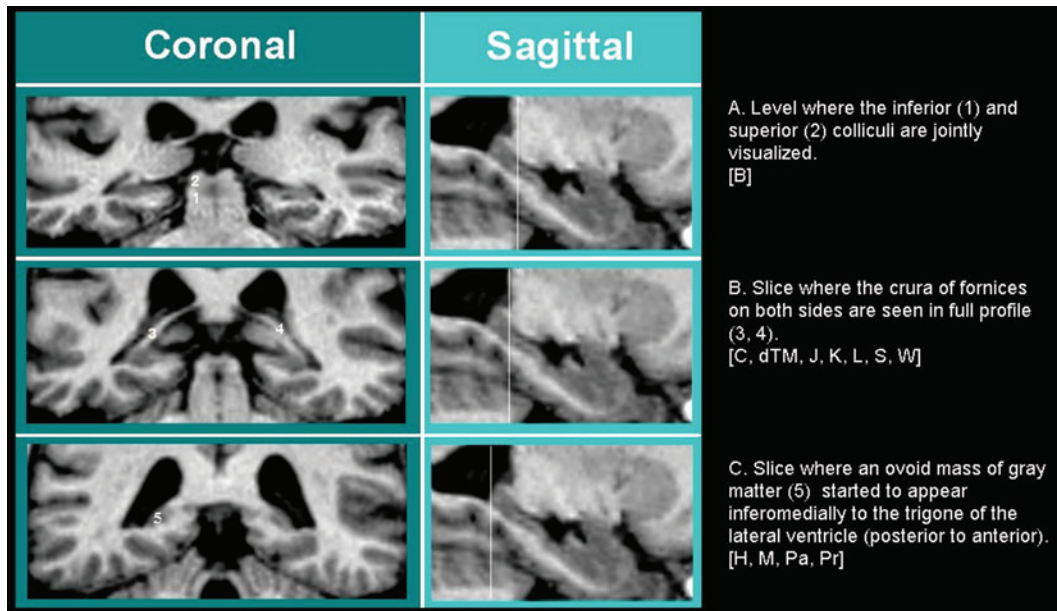 Coronal
Sagittal
2
1
A. Level where the inferior (1) and
superior (2) colliculi are jointly
visualized.
[B]
3
4
B. Slice where the crura of fornices
on both sides are seen in full profile
(3, 4).
[C, dTM, J, K, L, S, W]
5
C. Slice where an ovoid mass of gray
matter (5) started to appear
inferomedially to the trigone of the
lateral ventricle (posterior to anterior).
[H, M, Pa, Pr]